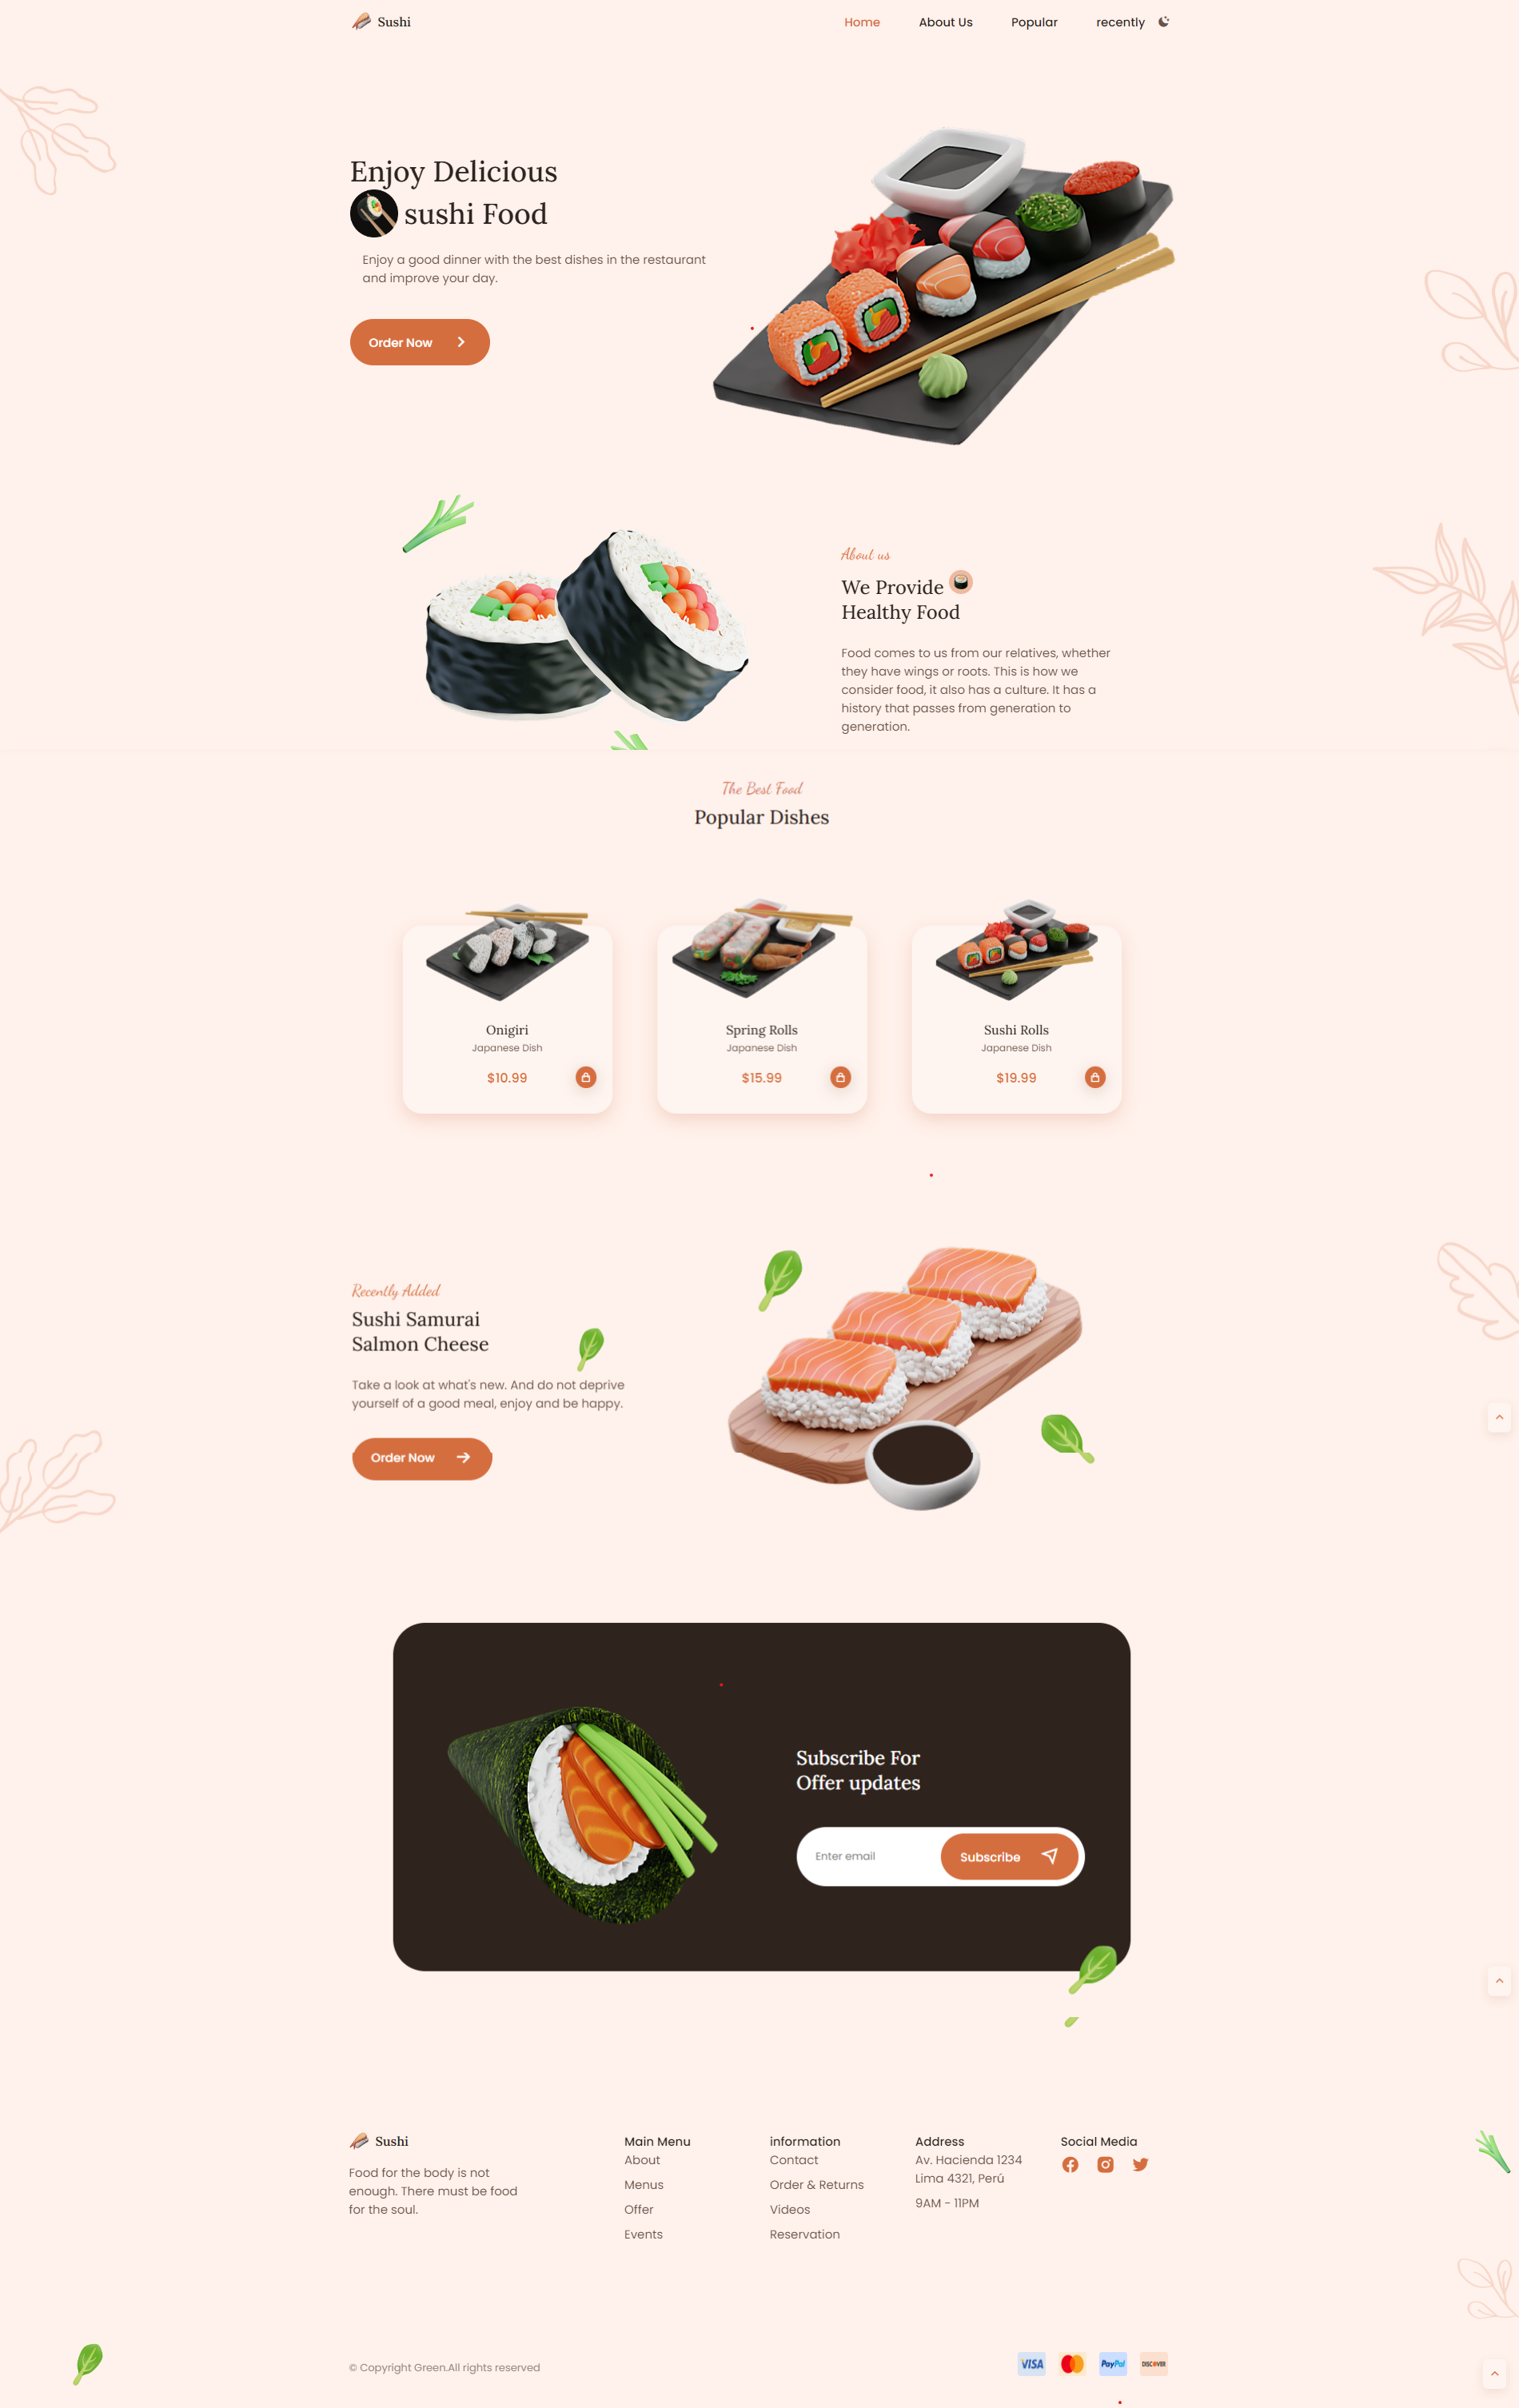 Sushi
Home
About Us
Popular
recently
Enjoy Delicious
sushi Food
Enjoy a good dinner with the best dishes in the restaurant
and improve your day.
Order Now
About us
We Provide
Healthy Food
Food comes to us from our relatives, whether
they have wings or roots. This is how we
consider food, it also has a culture. It has a
history that passes from generation to
generation.
The Best Food
Popular Dishes
Onigiri
Japanese Dish
$10.99
Spring Rolls
Japanese Dish
$15.99
Sushi Rolls
Japanese Dish
$19.99
Recently Added
Sushi Samurai
Salmon Cheese
Take a look at what's new. And do not deprive
yourself of a good meal, enjoy and be happy.
Order Now
Subscribe For
Offer updates
Enter email
Subscribe
Sushi
Food for the body is not
enough. There must be food
for the soul.
Main Menu
About
Menus
Offer
Events
information
Contact
Order & Returns
Videos
Reservation
Address
Av. Hacienda 1234
Lima 4321, Perú
9AM - 11PM
Social Media
© Copyright Green.All rights reserved
VISA
PayPal
DISCOVER